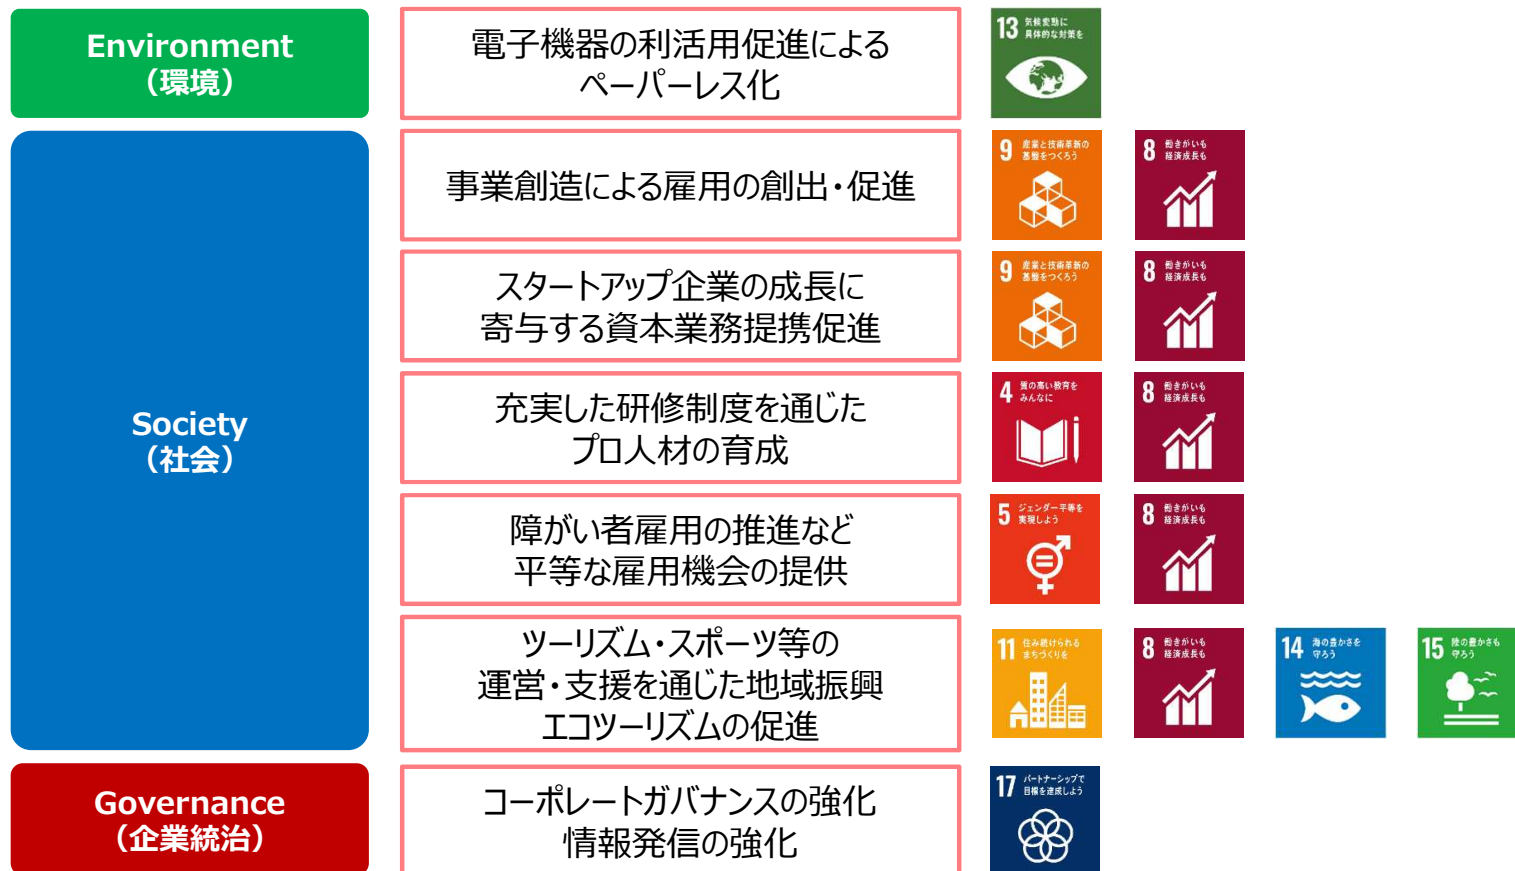 Environment
（環境）
電子機器の利活用促進による
ペーパーレス化
13 気候変動に
具体的な対策を
Society
（社会）
事業創造による雇用の創出・促進
9 産業と技術革新の
基盤をつくろう
8 働きがいも
経済成長も
スタートアップ企業の成長に
寄与する資本業務提携促進
9 産業と技術革新の
基盤をつくろう
8 働きがいも
経済成長も
充実した研修制度を通じた
プロ人材の育成
4 質の高い教育を
みんなに
8 働きがいも
経済成長も
障がい者雇用の推進など
平等な雇用機会の提供
5 ジェンダー平等を
実現しよう
8 働きがいも
経済成長も
ツーリズム・スポーツ等の
運営・支援を通じた地域振興
エコツーリズムの促進
11 住み続けられる
まちづくりを
8 働きがいも
経済成長も
14 海の豊かさを
守ろう
15 陸の豊かさも
守ろう
Governance
（企業統治）
コーポレートガバナンスの強化
情報発信の強化
17 パートナーシップで
目標を達成しよう